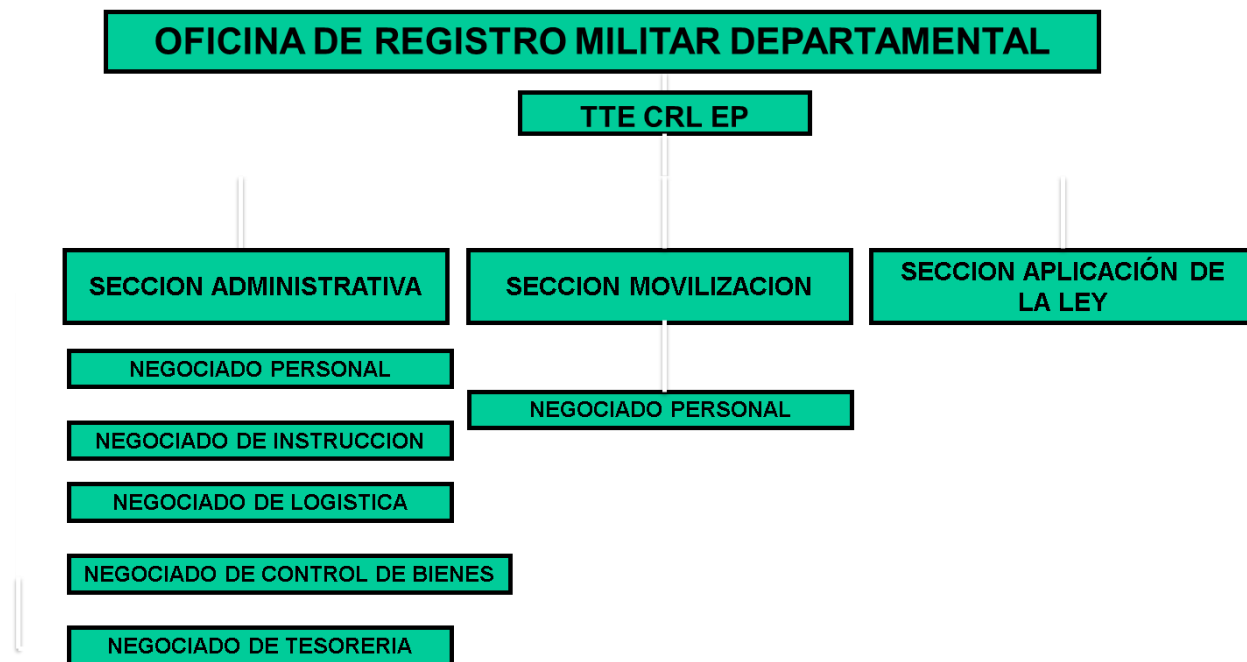 OFICINA DE REGISTRO MILITAR DEPARTAMENTAL
TTE CRL EP
SECCION ADMINISTRATIVA
NEGOCIADO PERSONAL
NEGOCIADO DE INSTRUCCION
NEGOCIADO DE LOGISTICA
NEGOCIADO DE CONTROL DE BIENES
NEGOCIADO DE TESORERIA
SECCION MOVILIZACION
NEGOCIADO PERSONAL
SECCION APLICACIÓN DE
LA LEY